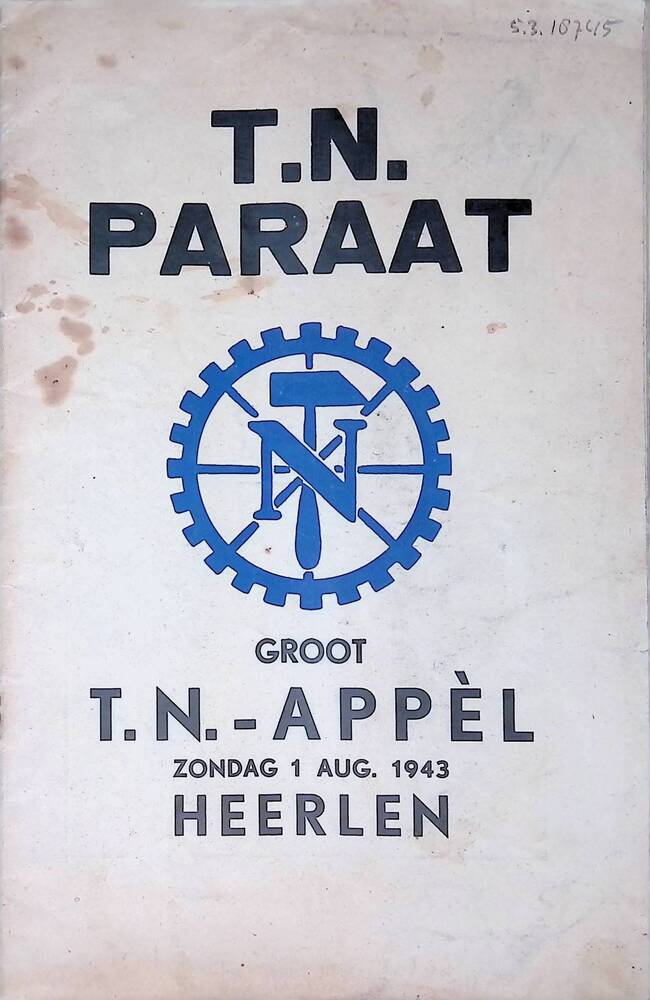 5.3.18745
T.N.
PARAAT
N
GROOT
T.N.-APPÈL
ZONDAG 1 AUG. 1943
HEERLEN